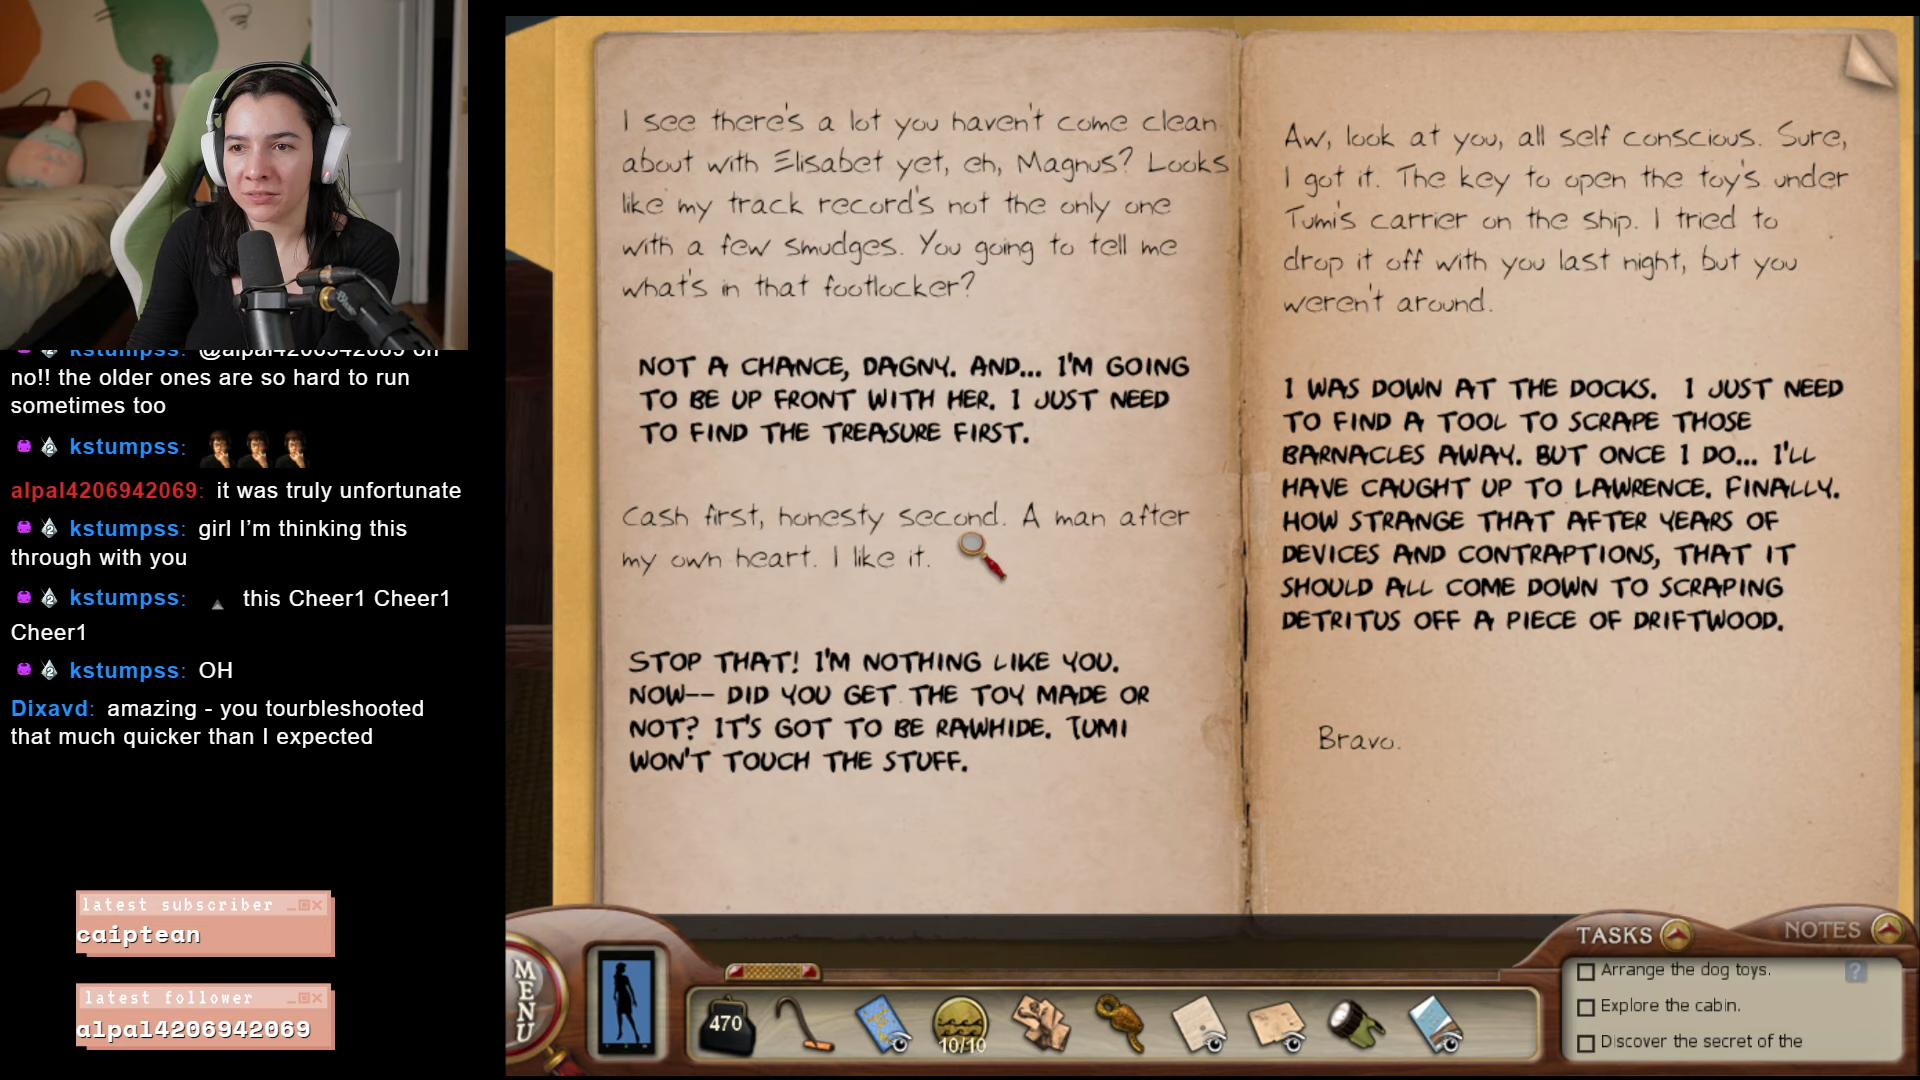 kstumpss: @alpal4206942069 oh
no!! the older ones are so hard to run
sometimes too
kstumpss:
alpal4206942069: it was truly unfortunate
kstumpss: girl I'm thinking this
through with you
kstumpss: this Cheer1 Cheer1
Cheer1
kstumpss: OH
Dixavd: amazing - you tourbleshooted
that much quicker than I expected
latest subscriber
caiptean
latest follower
alpal4206942069
I see there's a lot you haven't come clean
about with Elisabet yet, eh, Magnus? Looks
like my track record's not the only one
with a few smudges. You going to tell me
what's in that footlocker?
NOT A CHANCE, DAGNY. AND... I'M GOING
TO BE UP FRONT WITH HER. I JUST NEED
TO FIND THE TREASURE FIRST.
Cash first, honesty second. A man after
my own heart. I like it.
STOP THAT! I'M NOTHING LIKE YOU.
NOW-- DID YOU GET THE TOY MADE OR
NOT? IT'S GOT TO BE RAWHIDE. TUMI
WON'T TOUCH THE STUFF.
Aw, look at you, all self conscious. Sure,
I got it. The key to open the toy's under
Tumi's carrier on the ship. I tried to
drop it off with you last night, but you
weren't around.
I WAS DOWN AT THE DOCKS. I JUST NEED
TO FIND A TOOL TO SCRAPE THOSE
BARNACLES AWAY. BUT ONCE I DO... I'LL
HAVE CAUGHT UP TO LAWRENCE. FINALLY.
HOW STRANGE THAT AFTER YEARS OF
DEVICES AND CONTRAPTIONS, THAT IT
SHOULD ALL COME DOWN TO SCRAPING
DETRITUS OFF A PIECE OF DRIFTWOOD.
Bravo.
MENU
470
10/10
TASKS
NOTES
Arrange the dog toys.
?
Explore the cabin.
Discover the secret of the